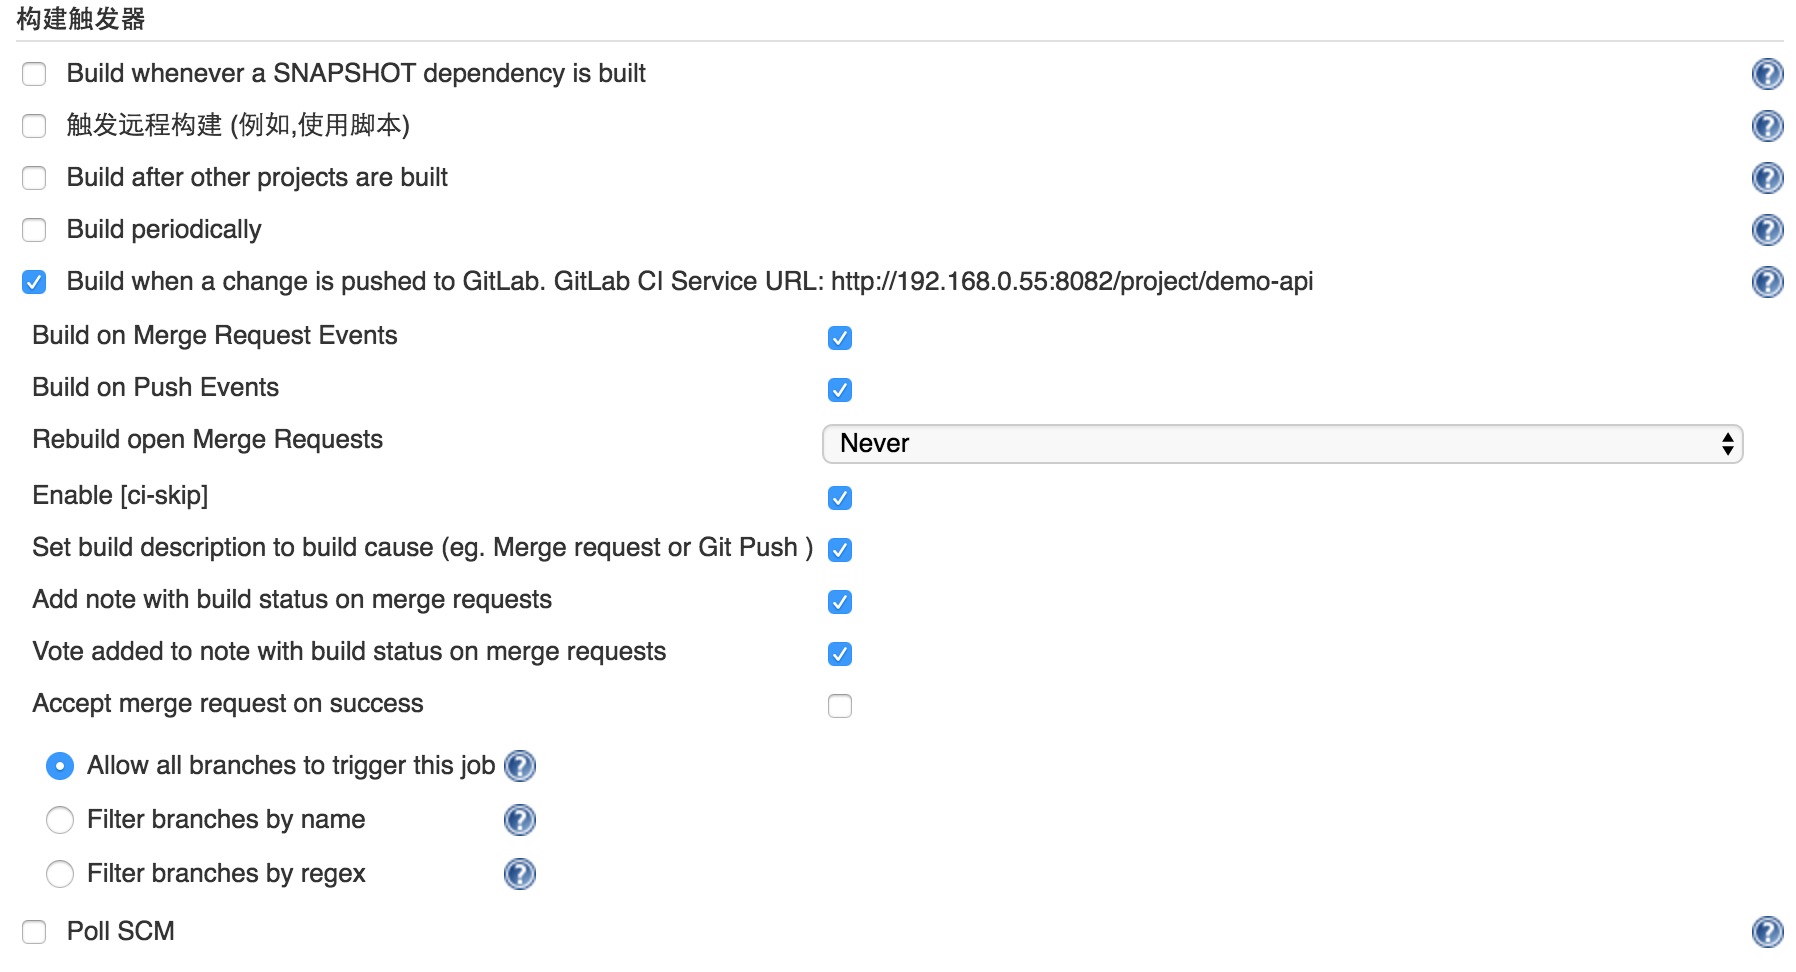 构建触发器
Build whenever a SNAPSHOT dependency is built
触发远程构建 (例如,使用脚本)
Build after other projects are built
Build periodically
Build when a change is pushed to GitLab. GitLab CI Service URL: http://192.168.0.55:8082/project/demo-api
Build on Merge Request Events
Build on Push Events
Rebuild open Merge Requests Never
Enable [ci-skip]
Set build description to build cause (eg. Merge request or Git Push )
Add note with build status on merge requests
Vote added to note with build status on merge requests
Accept merge request on success
Allow all branches to trigger this job
Filter branches by name
Filter branches by regex
Poll SCM